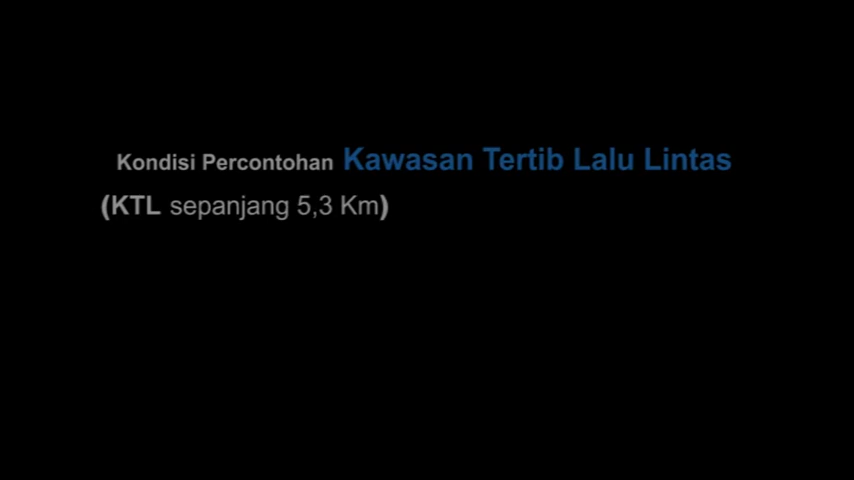 Kondisi Percontohan Kawasan Tertib Lalu Lintas
(KTL sepanjang 5,3 Km)